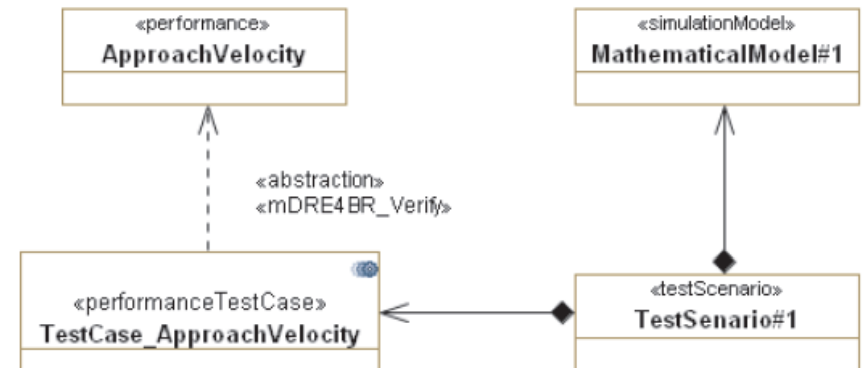 «performance»
ApproachVelocity
«simulationModel»
MathematicalModel#1
«abstraction»
«mDRE4BR_Verify»
«performanceTestCase»
TestCase_ApproachVelocity
«testScenario»
TestSenario#1